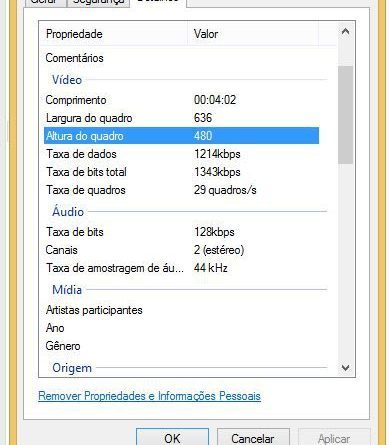 Geral Segurança Detalhes
Propriedade Valor
Comentários
Vídeo
Comprimento 00:04:02
Largura do quadro 636
Altura do quadro 480
Taxa de dados 1214kbps
Taxa de bits total 1343kbps
Taxa de quadros 29 quadros/s
Áudio
Taxa de bits 128kbps
Canais 2 (estéreo)
Taxa de amostragem de áu... 44 kHz
Mídia
Artistas participantes
Ano
Gênero
Origem
Remover Propriedades e Informações Pessoais
OK Cancelar Aplicar